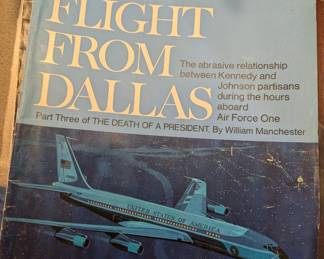 FLIGHT
FROM
DALLAS
The abrasive relationship
between Kennedy and
Johnson partisans
during the hours
aboard
Air Force One
Part Three of THE DEATH OF A PRESIDENT. By William Manchester
UNITED STATES OF AMERICA